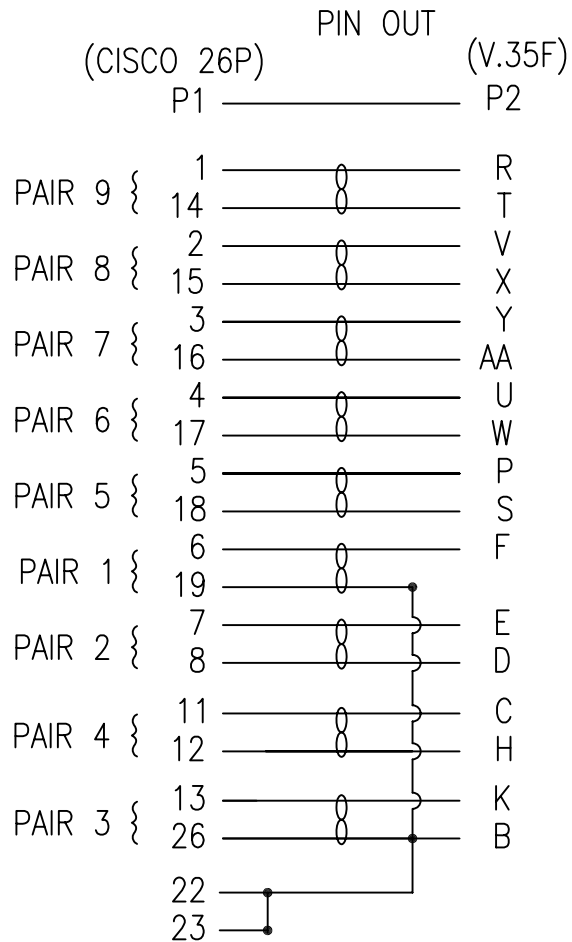 PIN OUT
(CISCO 26P) (V.35F)
P1 P2
1 R
PAIR 9
14 T
2 V
PAIR 8
15 X
3 Y
PAIR 7
16 AA
4 U
PAIR 6
17 W
5 P
PAIR 5
18 S
6 F
PAIR 1
19
7 E
PAIR 2
8 D
11 C
PAIR 4
12 H
13 K
PAIR 3
26 B
22
23